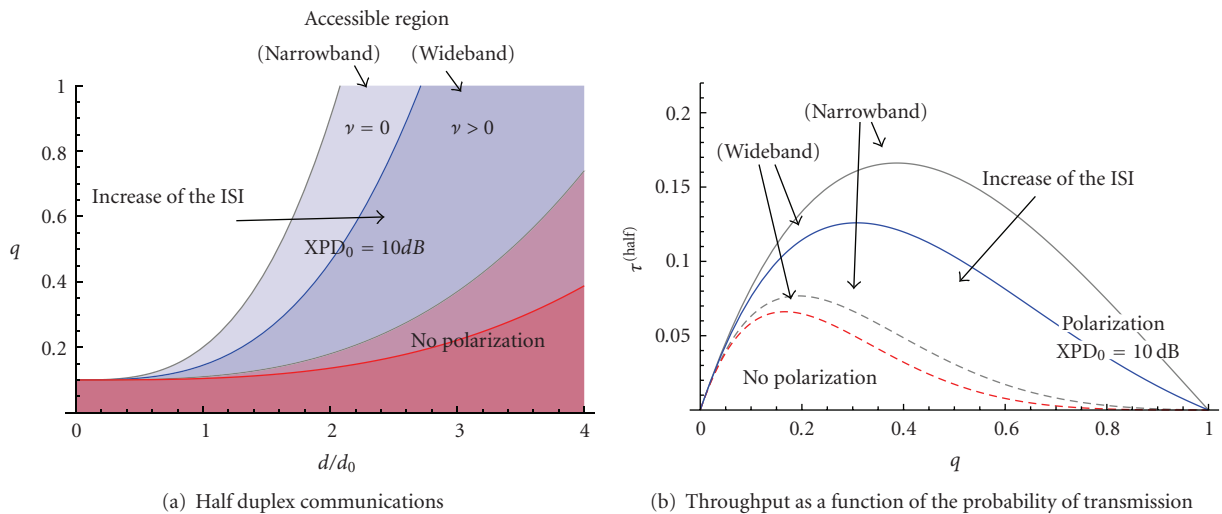 Accessible region
(Narrowband) (Wideband)
1
0.8
0.6
0.4
0.2
q
ν = 0
ν > 0
Increase of the ISI
XPD₀ = 10dB
No polarization
0 1 2 3 4
d/d₀
(a) Half duplex communications
0.2
0.15
0.1
0.05
τ(half)
(Narrowband)
(Wideband)
Increase of the ISI
Polarization
XPD₀ = 10 dB
No polarization
0 0.2 0.4 0.6 0.8 1
q
(b) Throughput as a function of the probability of transmission